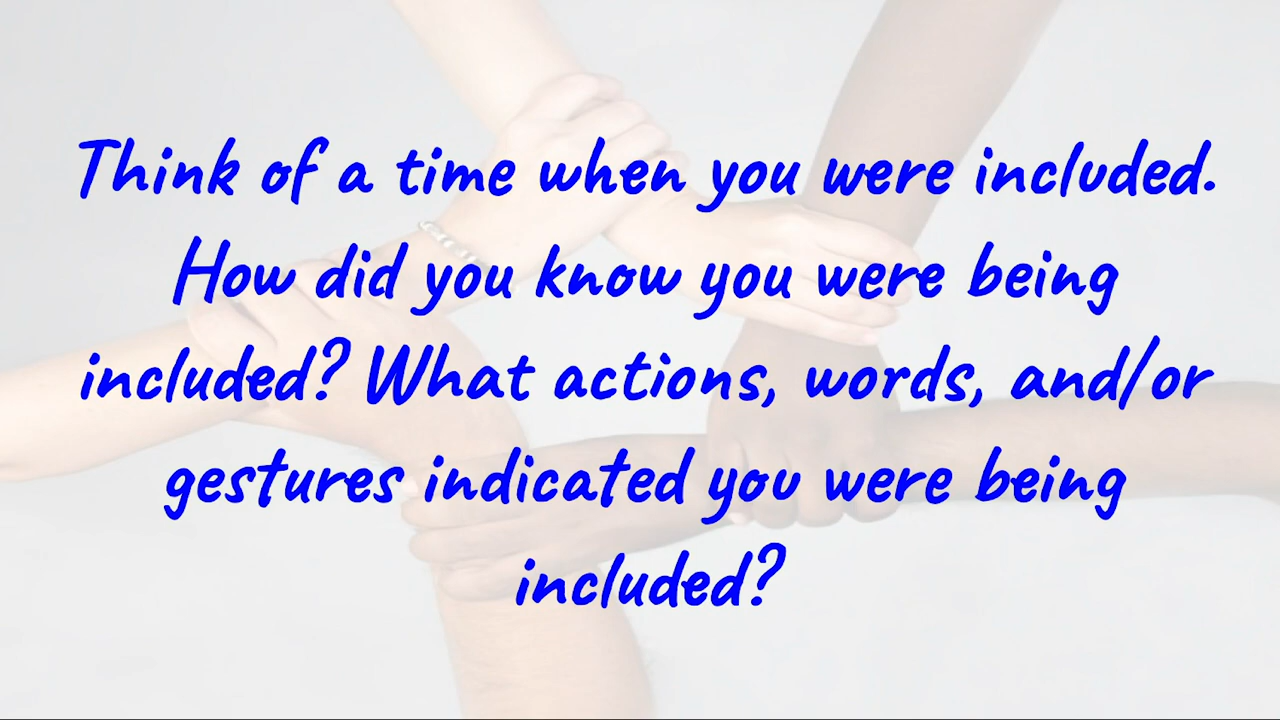 Think of a time when you were included.
How did you know you were being
included? What actions, words, and/or
gestures indicated you were being
included?